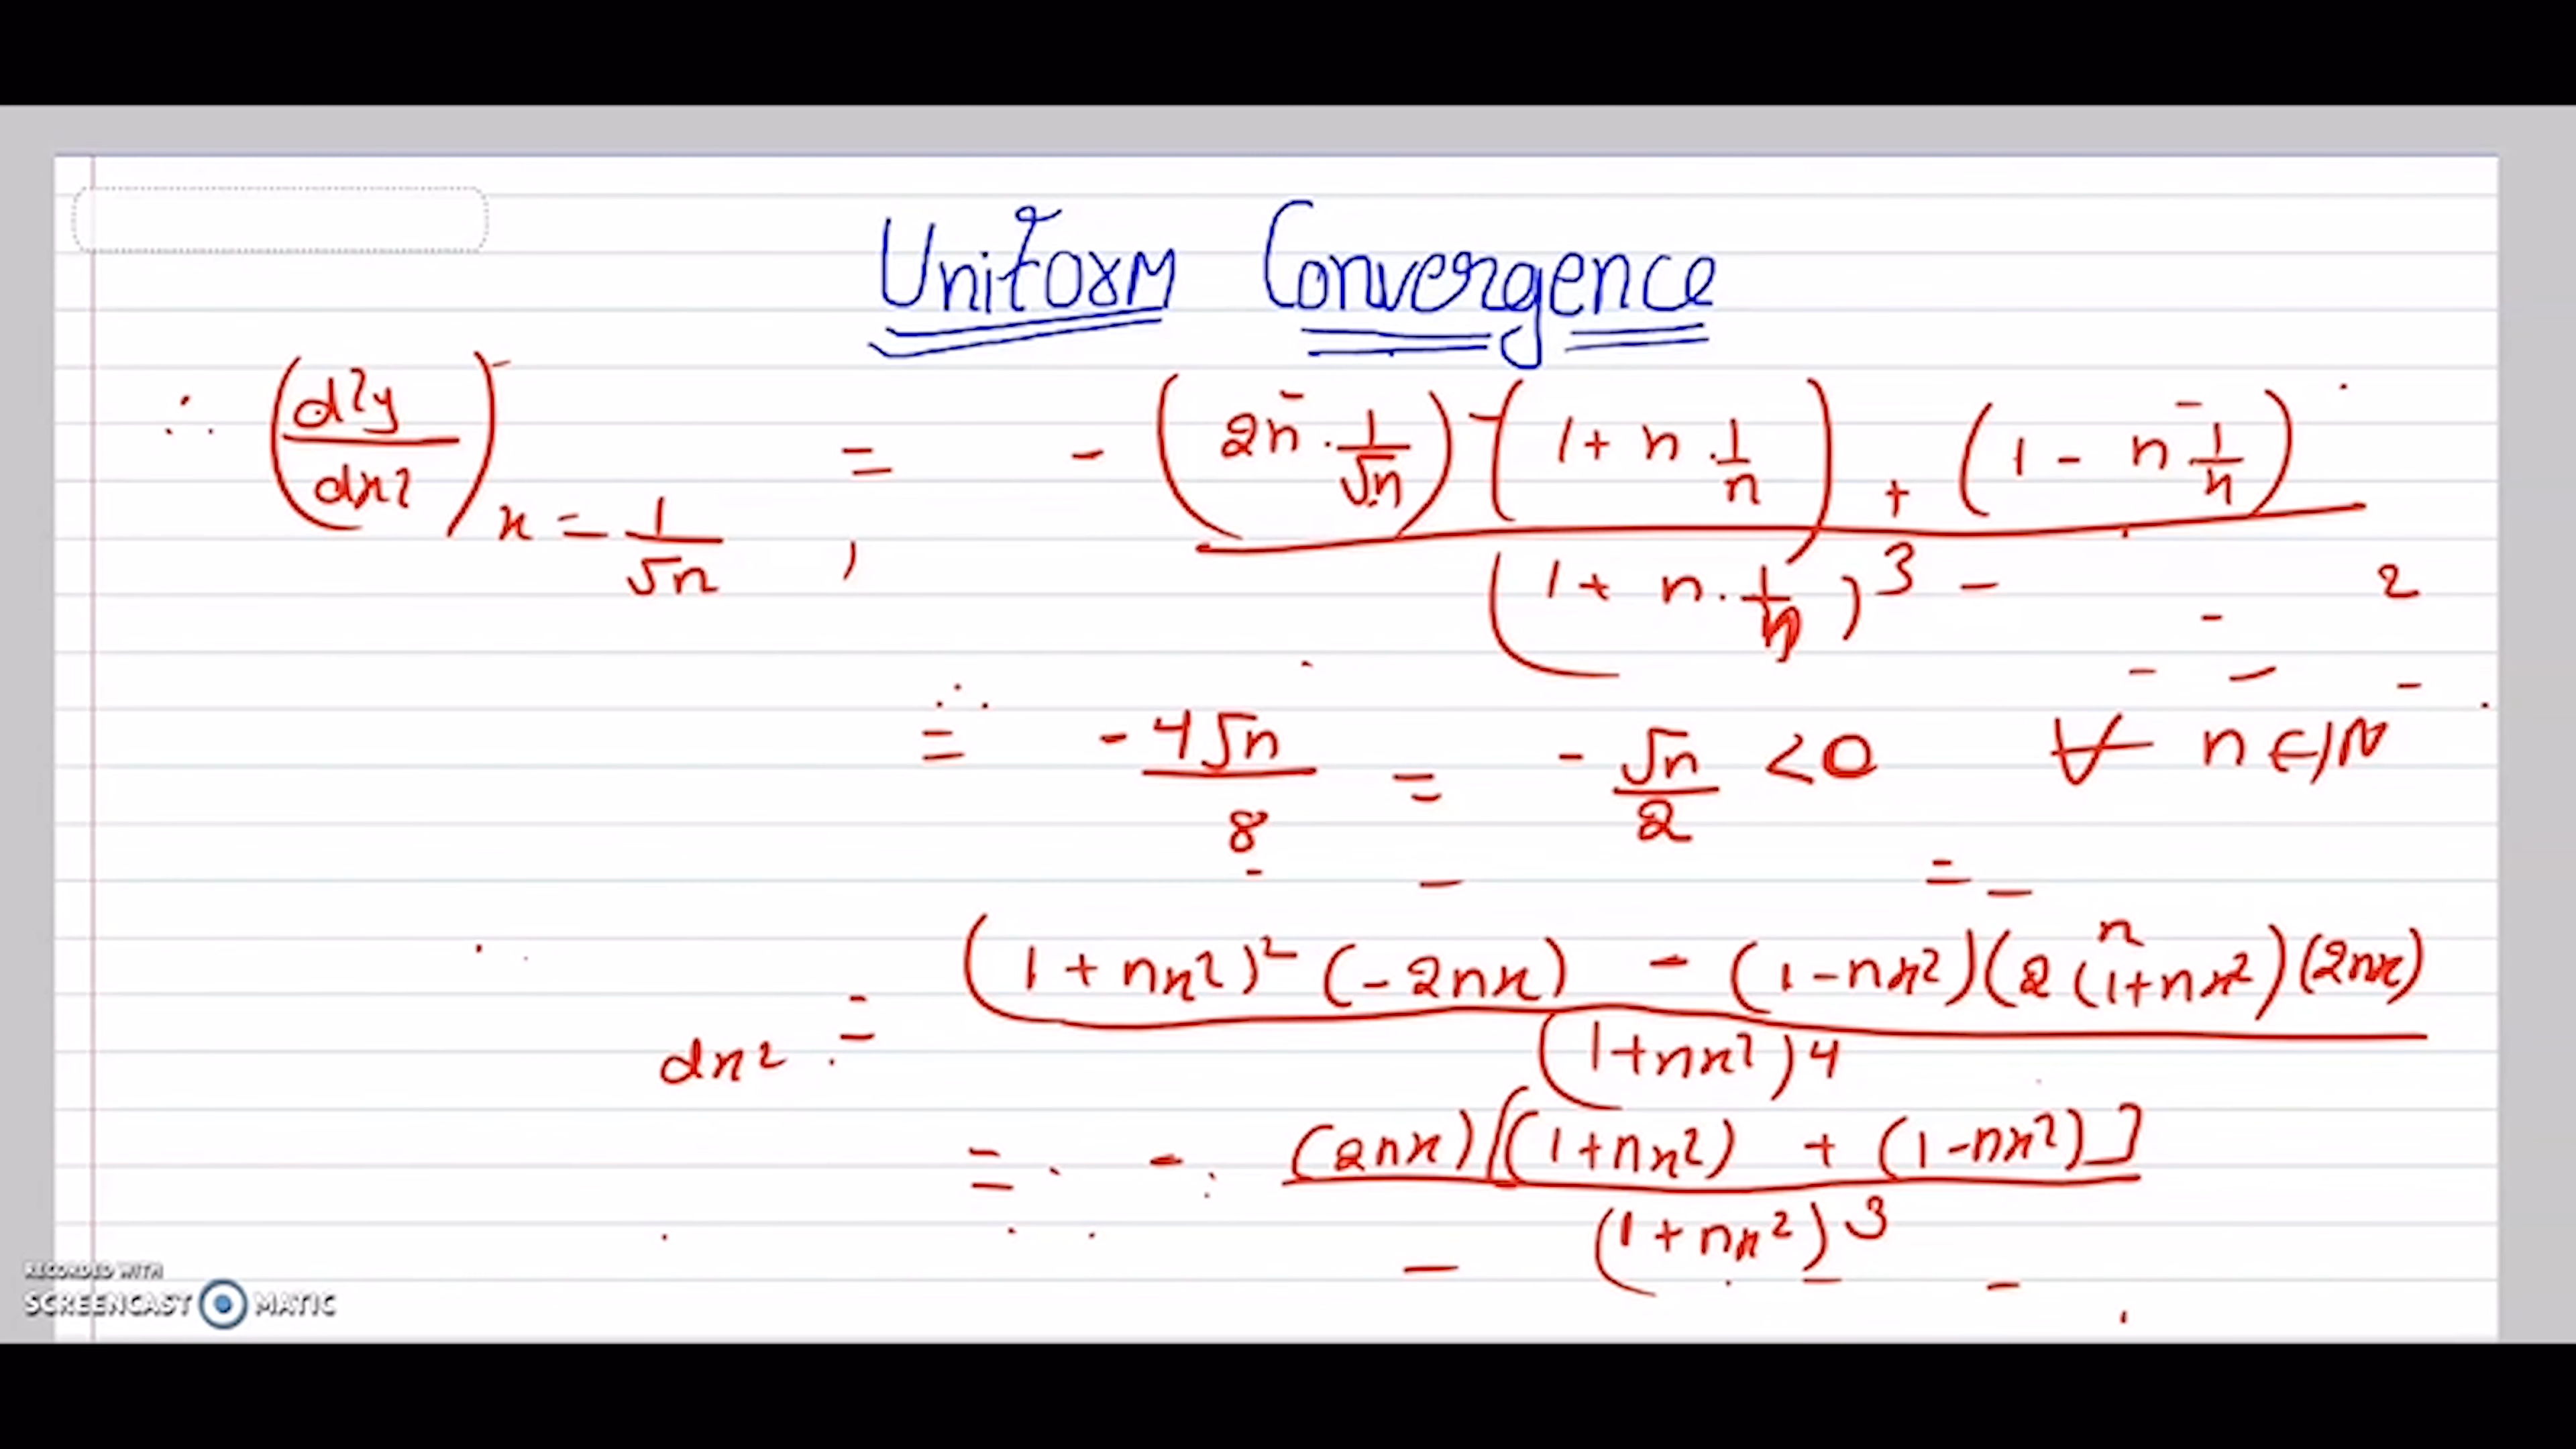 Uniform Convergence
∴ (d²y/dx²) x = 1/√n , = - (2n · 1/√n) (1 + n · 1/n) + (1 - n 1/n) / (1 + n · 1/n)³
= -4√n/8 = -√n/2 < 0 ∀ n ∈ ℕ
dx² = (1 + nx²)² (-2nx) - (1 - nx²)(2(1 + nx²)(2nx) / (1 + nx²)4
= - (2nx)[(1 + nx²) + (1 - nx²)] / (1 + nx²)³
RECORDED WITH
SCREENCAST MATIC